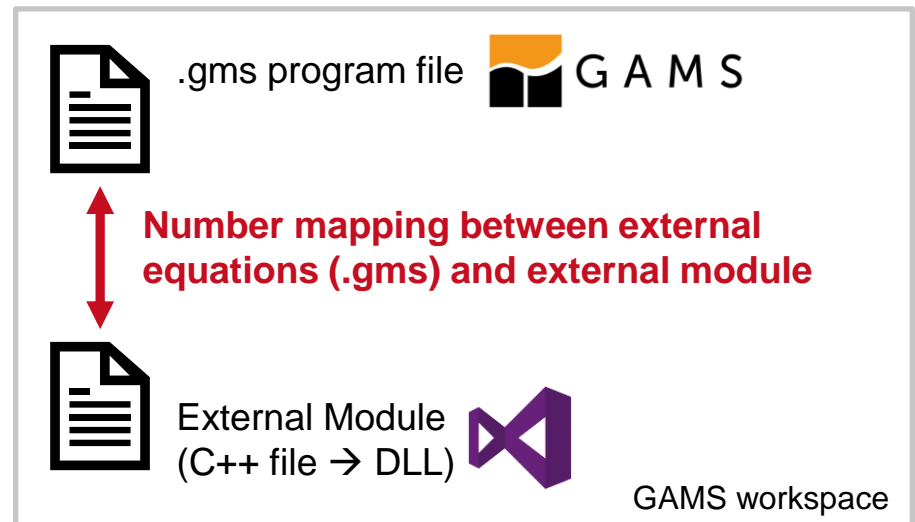 .gms program file GAMS
Number mapping between external
equations (.gms) and external module
External Module
(C++ file → DLL)
GAMS workspace